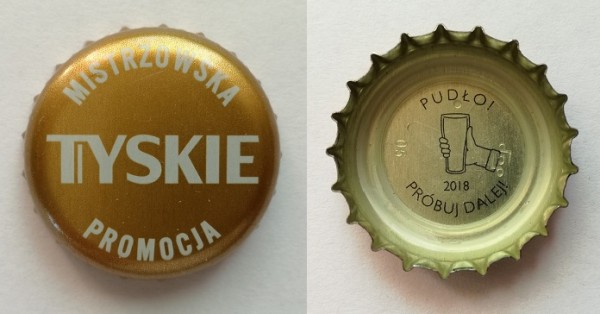 MISTRZOWSKA
TYSKIE
PROMOCJA
PUDŁO!
2018
PRÓBUJ DALEJ!